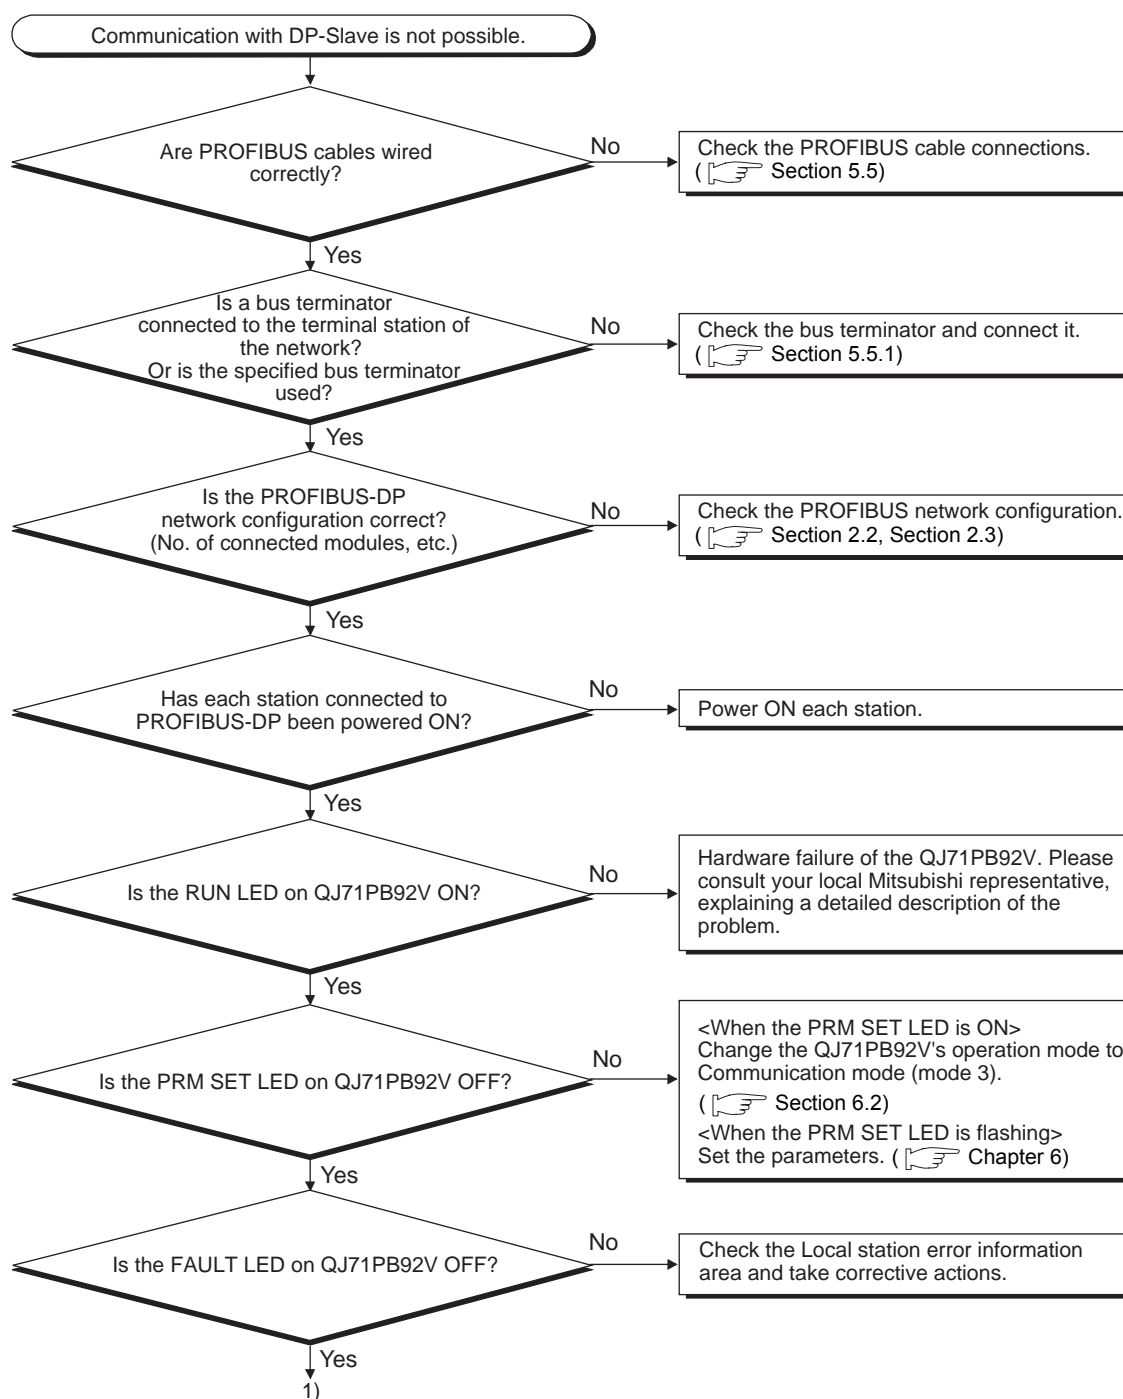 Communication with DP-Slave is not possible.
Are PROFIBUS cables wired
correctly?
No
Check the PROFIBUS cable connections.
( Section 5.5)
Yes
Is a bus terminator
connected to the terminal station of
the network?
Or is the specified bus terminator
used?
No
Check the bus terminator and connect it.
( Section 5.5.1)
Yes
Is the PROFIBUS-DP
network configuration correct?
(No. of connected modules, etc.)
No
Check the PROFIBUS network configuration.
( Section 2.2, Section 2.3)
Yes
Has each station connected to
PROFIBUS-DP been powered ON?
No
Power ON each station.
Yes
Is the RUN LED on QJ71PB92V ON?
No
Hardware failure of the QJ71PB92V. Please
consult your local Mitsubishi representative,
explaining a detailed description of the
problem.
Yes
Is the PRM SET LED on QJ71PB92V OFF?
No
<When the PRM SET LED is ON>
Change the QJ71PB92V's operation mode to
Communication mode (mode 3).
( Section 6.2)
<When the PRM SET LED is flashing>
Set the parameters. ( Chapter 6)
Yes
Is the FAULT LED on QJ71PB92V OFF?
No
Check the Local station error information
area and take corrective actions.
Yes
1)